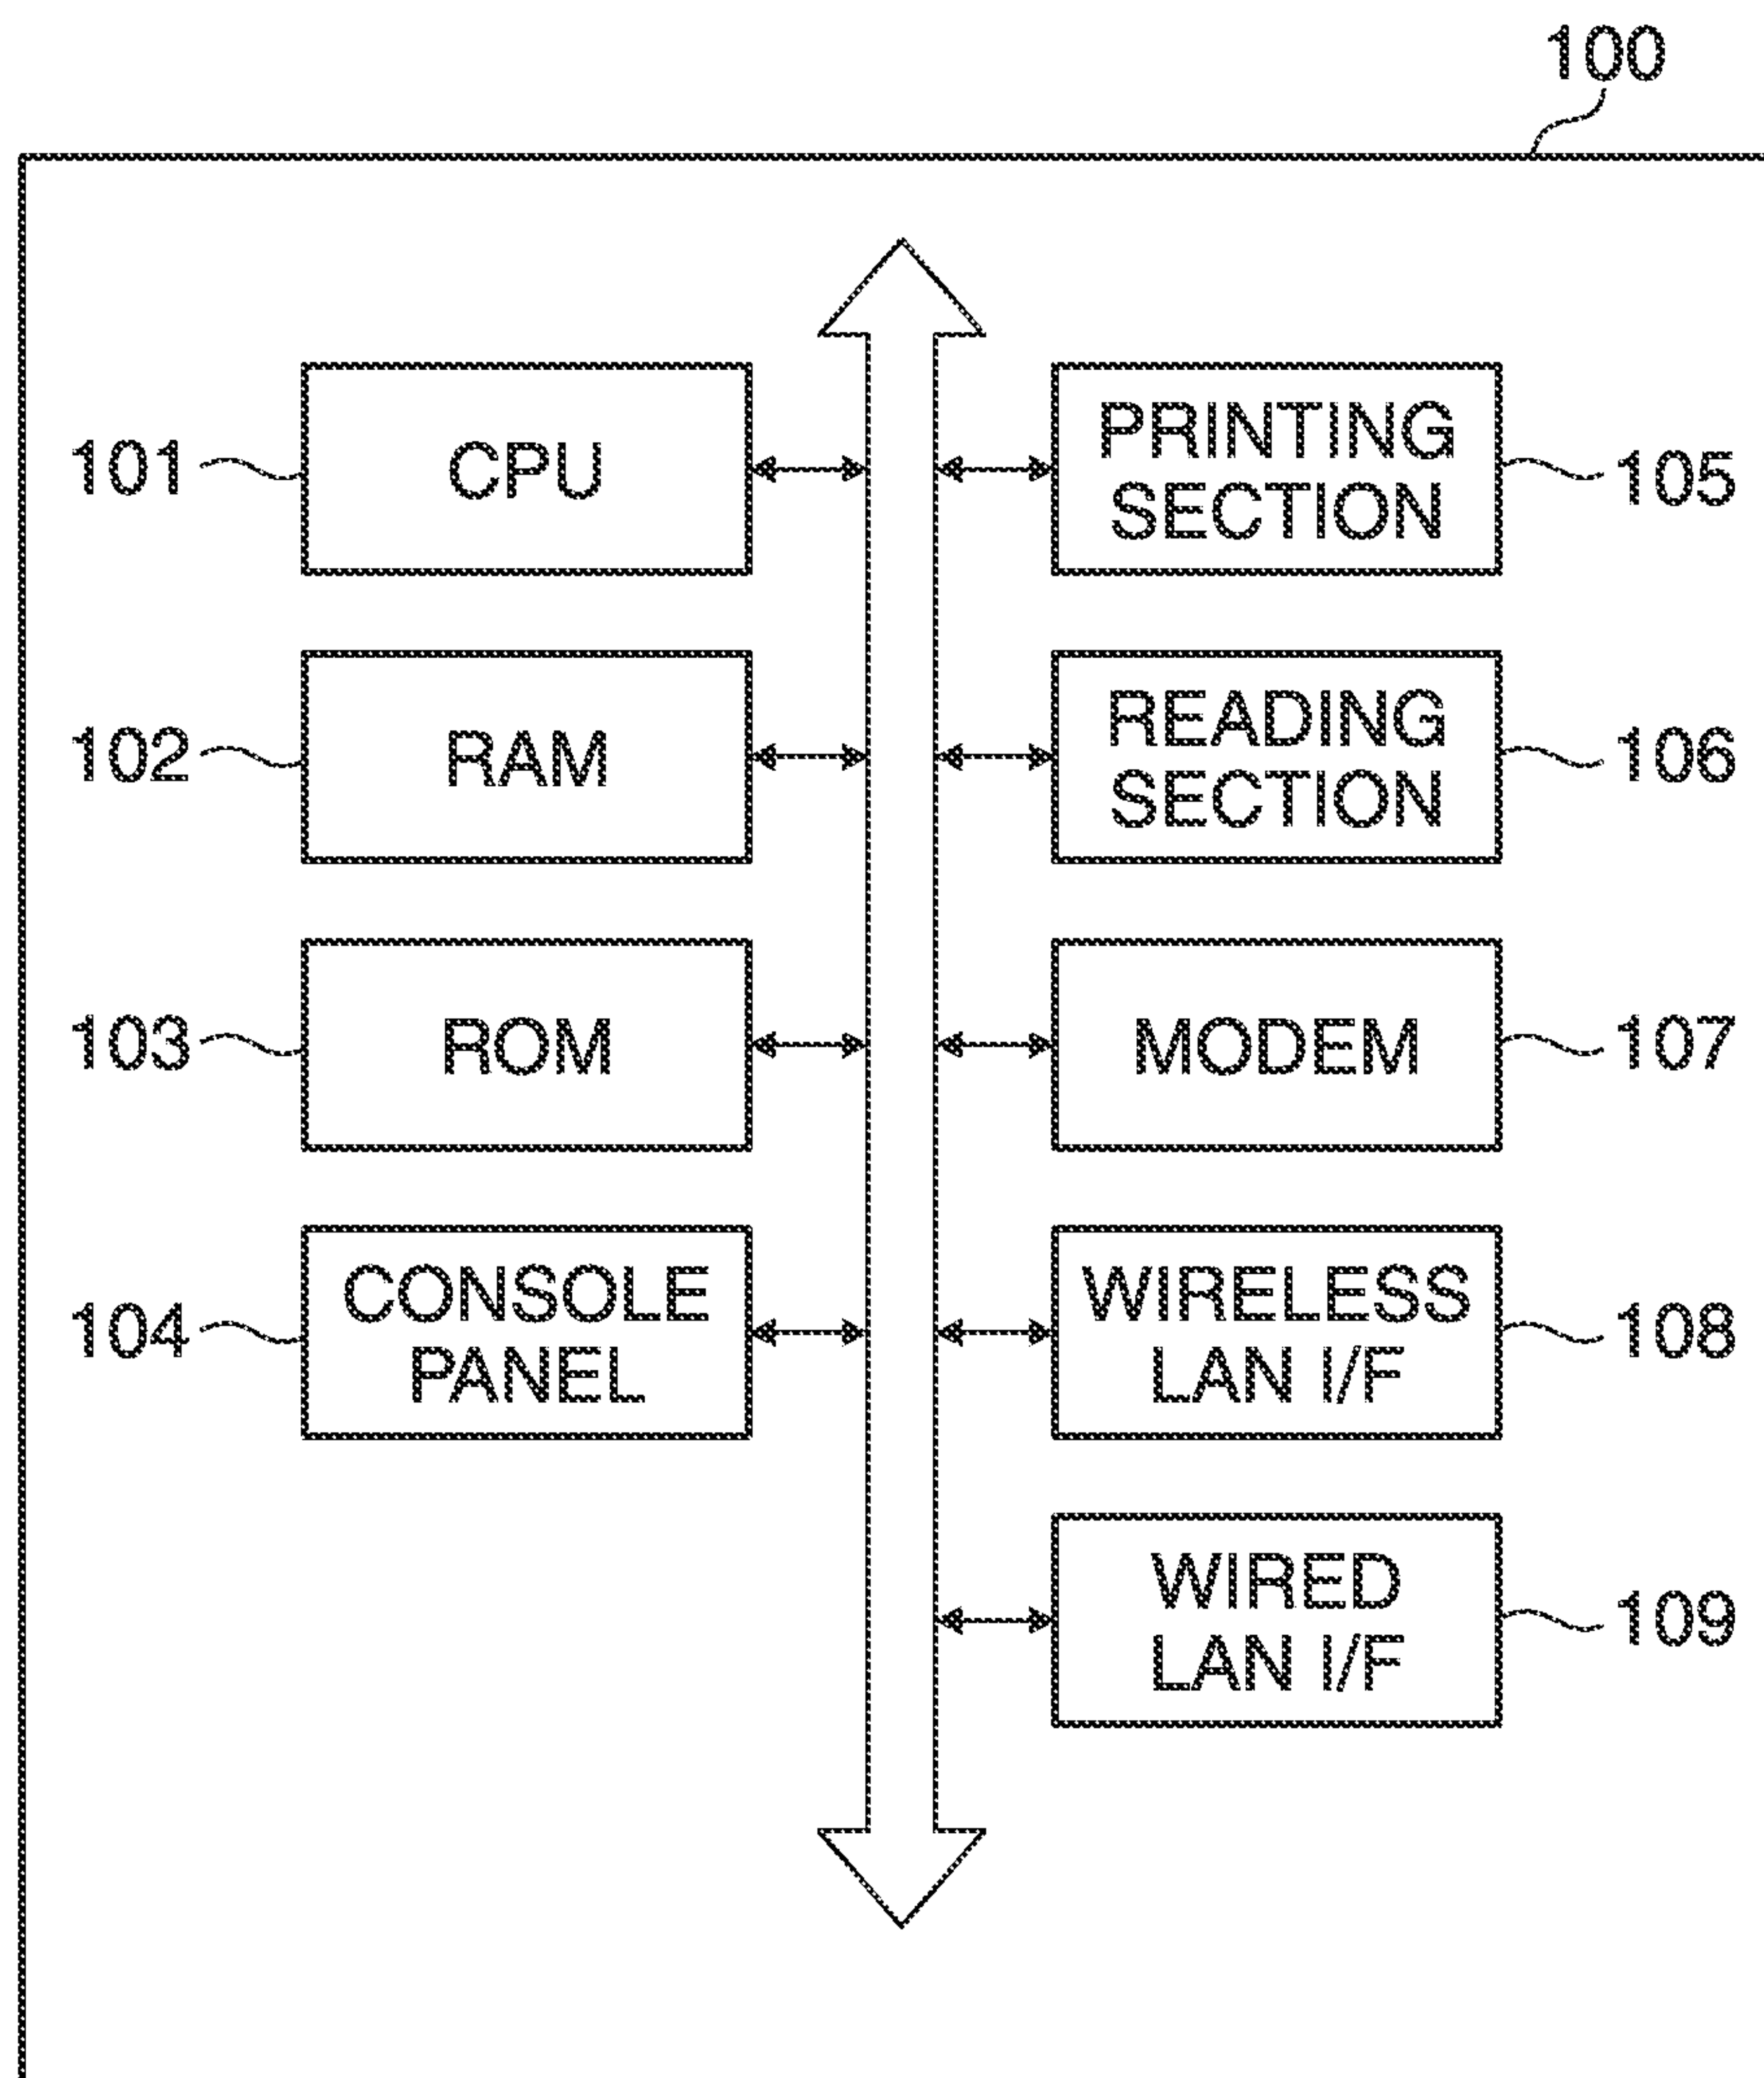 100
101
CPU
PRINTING
SECTION
105
102
RAM
READING
SECTION
106
103
ROM
MODEM
107
104
CONSOLE
PANEL
WIRELESS
LAN I/F
108
WIRED
LAN I/F
109